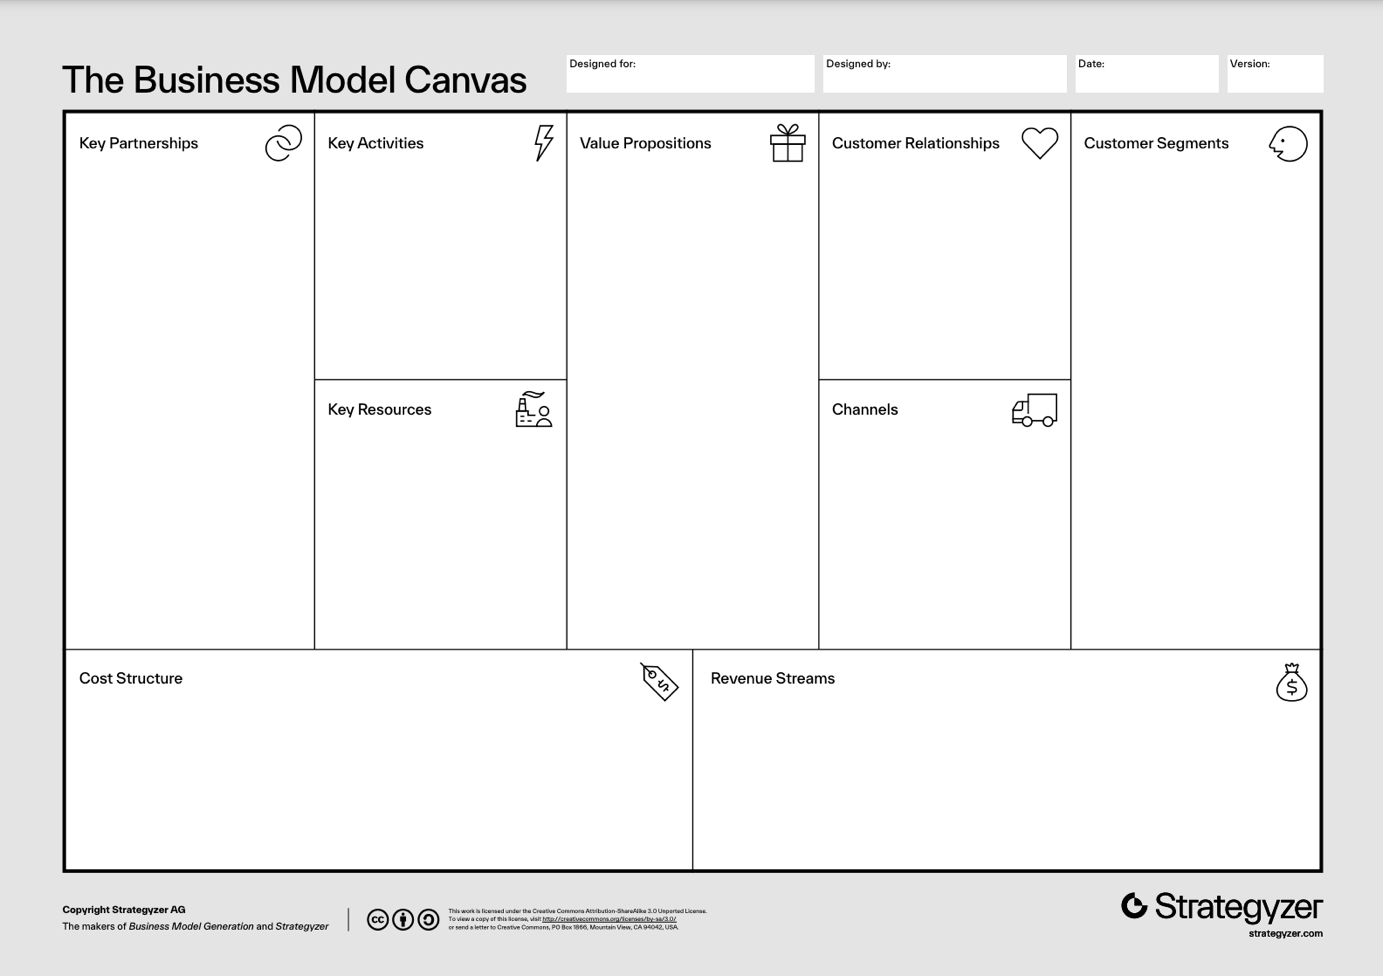 The Business Model Canvas
Designed for:
Designed by:
Date:
Version:
Key Partnerships
Key Activities
Value Propositions
Customer Relationships
Customer Segments
Key Resources
Channels
Cost Structure
$
Revenue Streams
$
Copyright Strategyzer AG
The makers of Business Model Generation and Strategyzer
cc
This work is licensed under the Creative Commons Attribution-ShareAlike 3.0 Unported License.
To view a copy of this license, visit http://creativecommons.org/licenses/by-sa/3.0/
or send a letter to Creative Commons, PO Box 1866, Mountain View, CA 94042, USA.
Strategyzer
strategyzer.com